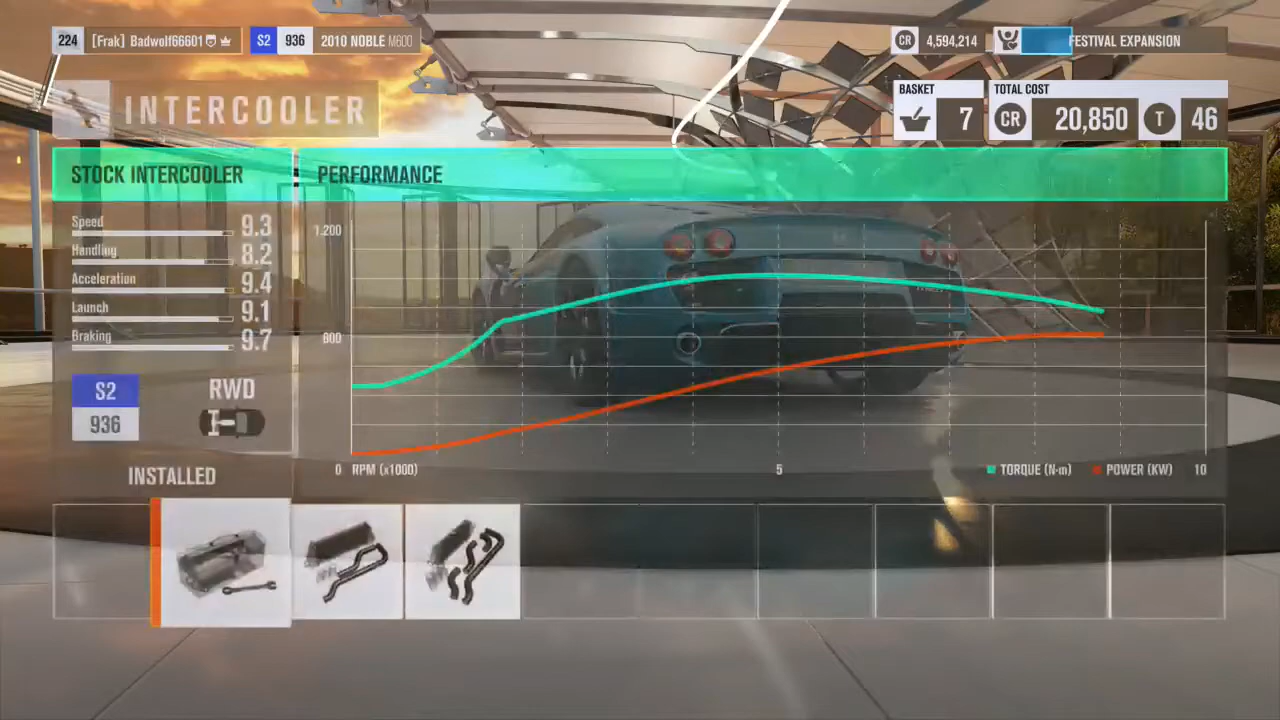 224 [Frak] Badwolf66601 S2 936 2010 NOBLE M600
CR 4,594,214 FESTIVAL EXPANSION
INTERCOOLER
BASKET TOTAL COST
7 CR 20,850 T 46
STOCK INTERCOOLER PERFORMANCE
Speed 9.3
Handling 8.2
Acceleration 9.4
Launch 9.1
Braking 9.7
S2 RWD
936
INSTALLED
1.200
800
0 RPM (x1000) 5 TORQUE (N·m) POWER (KW) 10